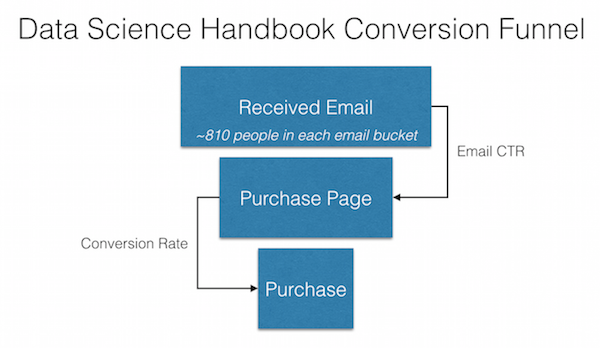 Data Science Handbook Conversion Funnel
Received Email
~810 people in each email bucket
Email CTR
Purchase Page
Conversion Rate
Purchase